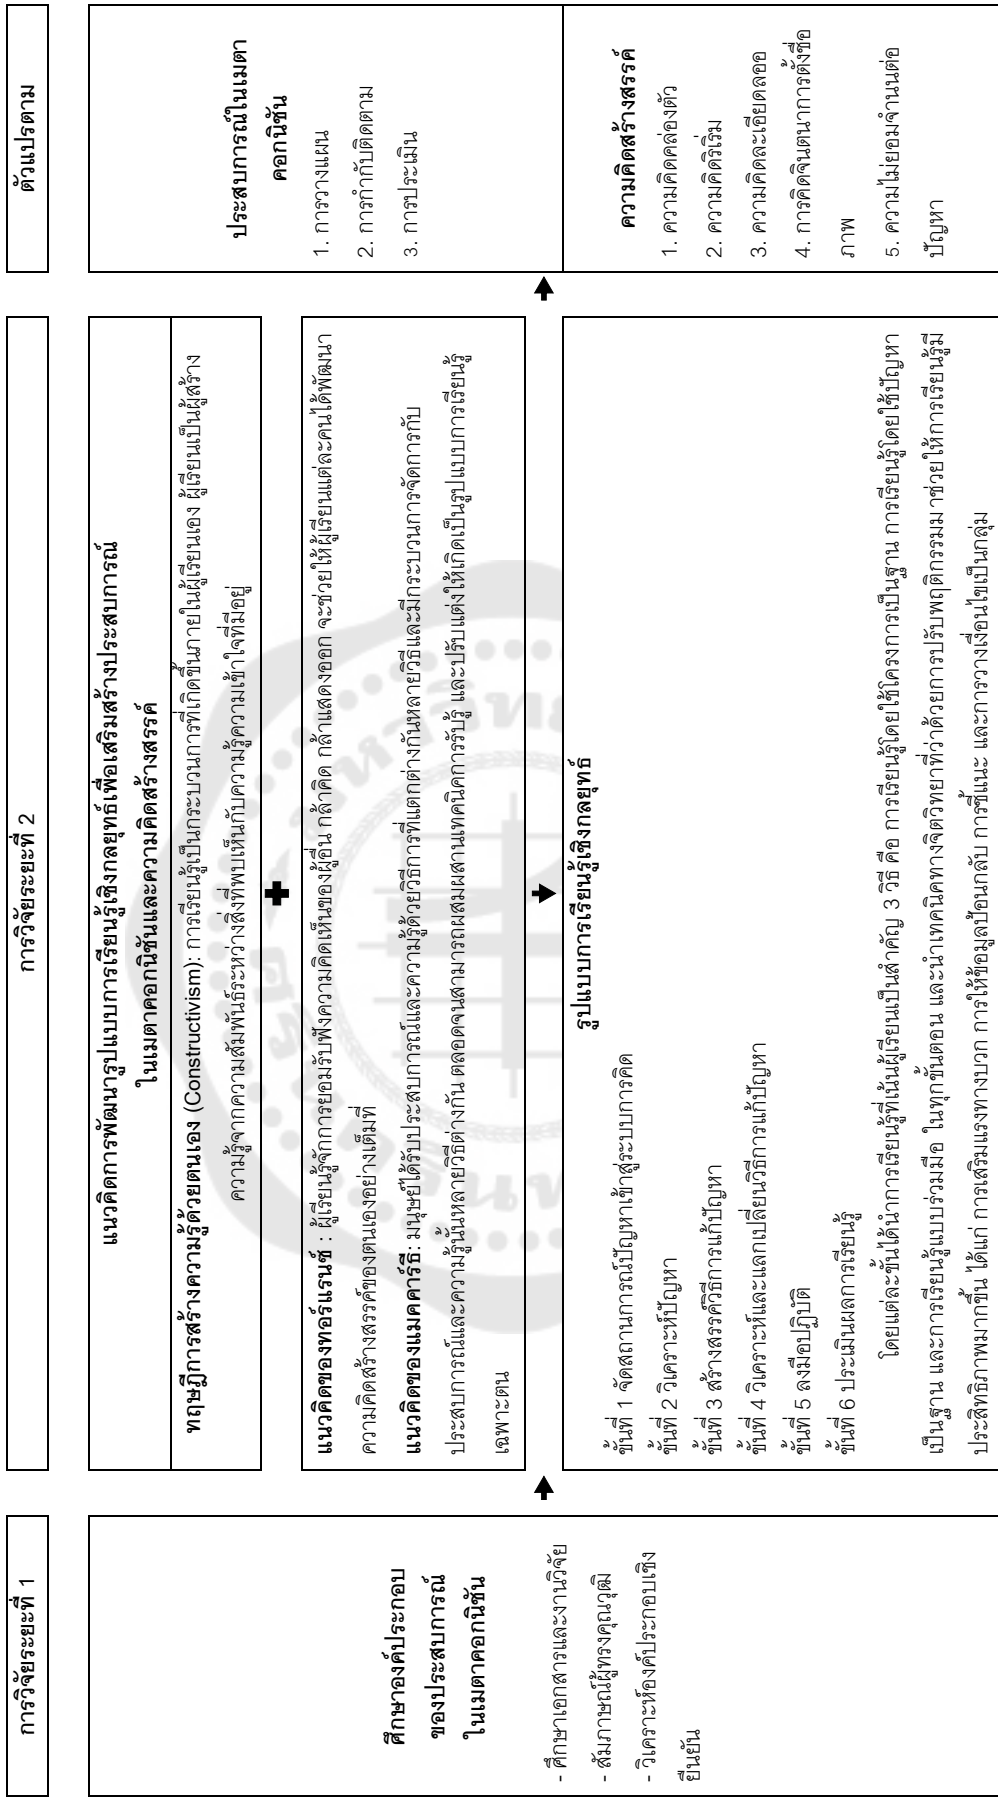 การวิจัยระยะที่ 1
ศึกษาองค์ประกอบ
ของประสบการณ์
ในเมตาคอกนิชัน
- ศึกษาเอกสารและงานวิจัย
- สัมภาษณ์ผู้ทรงคุณวุฒิ
- วิเคราะห์องค์ประกอบเชิง
ยืนยัน
การวิจัยระยะที่ 2
แนวคิดการพัฒนารูปแบบการเรียนรู้เชิงกลยุทธ์เพื่อเสริมสร้างประสบการณ์
ในเมตาคอกนิชันและความคิดสร้างสรรค์
ทฤษฎีการสร้างความรู้ด้วยตนเอง (Constructivism): การเรียนรู้เป็นกระบวนการที่เกิดขึ้นภายในผู้เรียนเอง ผู้เรียนเป็นผู้สร้าง
ความรู้จากความสัมพันธ์ระหว่างสิ่งที่พบเห็นกับความรู้ความเข้าใจที่มีอยู่
แนวคิดของทอร์แรนซ์ : ผู้เรียนรู้จักการยอมรับฟังความคิดเห็นของผู้อื่น กล้าคิด กล้าแสดงออก จะช่วยให้ผู้เรียนแต่ละคนได้พัฒนา
ความคิดสร้างสรรค์ของตนเองอย่างเต็มที่
แนวคิดของแมคคาร์ธี: มนุษย์ได้รับประสบการณ์และความรู้ด้วยวิธีการที่แตกต่างกันหลายวิธีและมีกระบวนการจัดการกับ
ประสบการณ์และความรู้นั้นหลายวิธีต่างกัน ตลอดจนสามารถผสมผสานเทคนิคการรับรู้ และปรับแต่งให้เกิดเป็นรูปแบบการเรียนรู้
เฉพาะตน
รูปแบบการเรียนรู้เชิงกลยุทธ์
ขั้นที่ 1 จัดสถานการณ์ปัญหาเข้าสู่ระบบการคิด
ขั้นที่ 2 วิเคราะห์ปัญหา
ขั้นที่ 3 สร้างสรรค์วิธีการแก้ปัญหา
ขั้นที่ 4 วิเคราะห์และแลกเปลี่ยนวิธีการแก้ปัญหา
ขั้นที่ 5 ลงมือปฏิบัติ
ขั้นที่ 6 ประเมินผลการเรียนรู้
โดยแต่ละขั้นได้นำการเรียนรู้ที่เน้นผู้เรียนเป็นสำคัญ 3 วิธี คือ การเรียนรู้โดยใช้โครงการเป็นฐาน การเรียนรู้โดยใช้ปัญหา
เป็นฐาน และการเรียนรู้แบบร่วมมือ ในทุกขั้นตอน และนำเทคนิคทางจิตวิทยาที่ว่าด้วยการปรับพฤติกรรมมาช่วยให้การเรียนรู้มี
ประสิทธิภาพมากขึ้น ได้แก่ การเสริมแรงทางบวก การให้ข้อมูลป้อนกลับ การชี้แนะ และการวางเงื่อนไขเป็นกลุ่ม
ตัวแปรตาม
ประสบการณ์ในเมตา
คอกนิชัน
1. การวางแผน
2. การกำกับติดตาม
3. การประเมิน
ความคิดสร้างสรรค์
1. ความคิดคล่องตัว
2. ความคิดริเริ่ม
3. ความคิดละเอียดลออ
4. การคิดจินตนาการตั้งชื่อ
ภาพ
5. ความไม่ยอมจำนนต่อ
ปัญหา